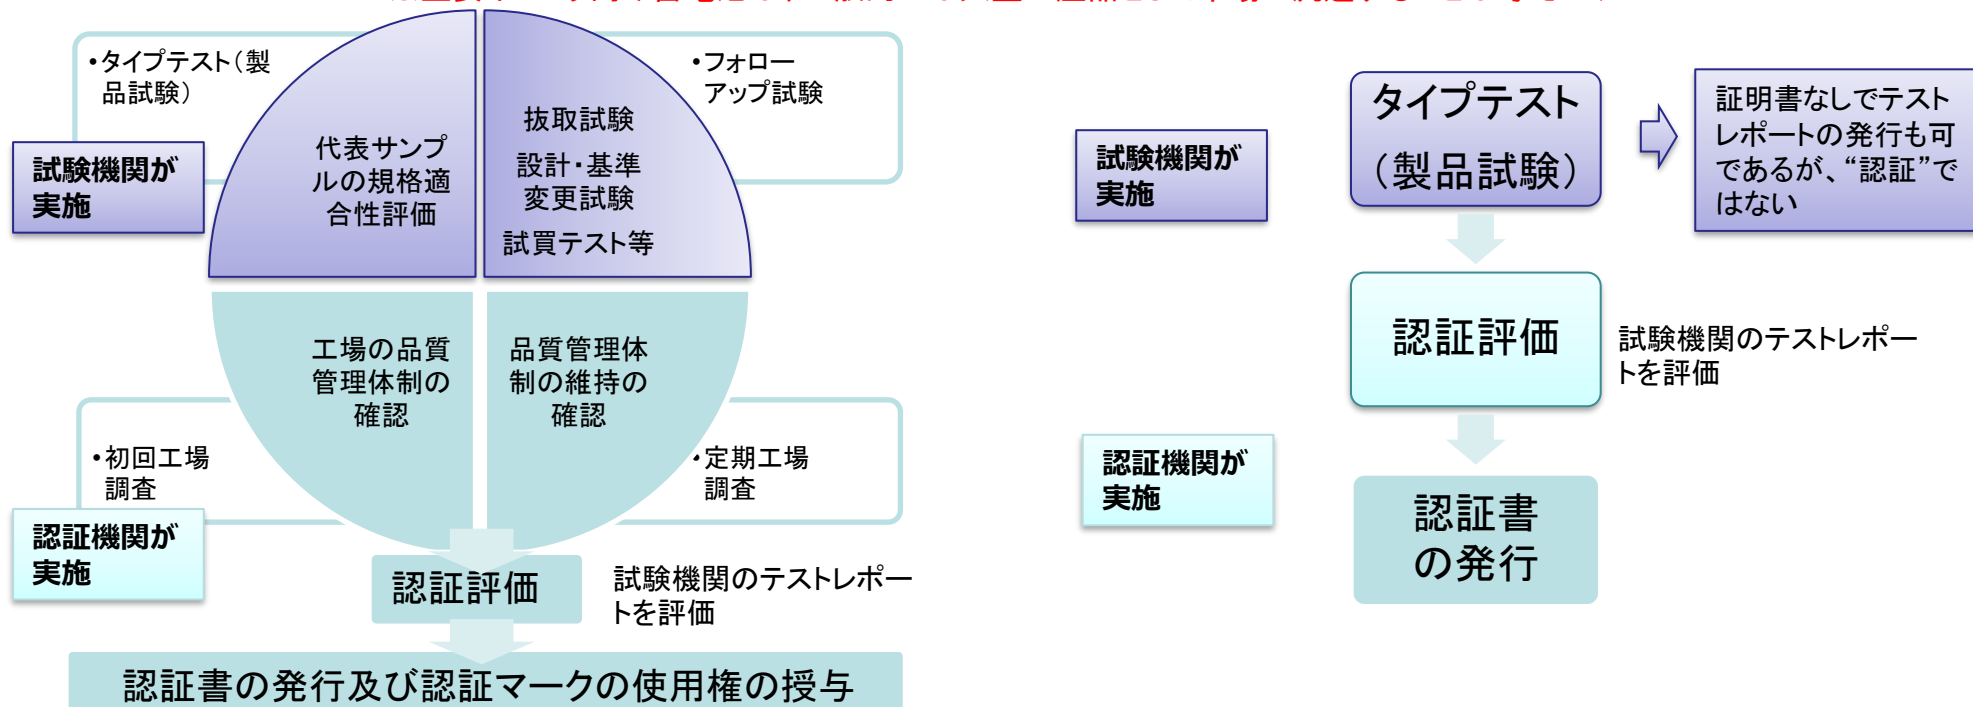 ・タイプテスト（製
品試験）
試験機関が
実施
代表サンプ
ルの規格適
合性評価
抜取試験
設計・基準
変更試験
試買テスト等
・フォロー
アップ試験
工場の品質
管理体制の
確認
品質管理体
制の維持の
確認
・初回工場
調査
・定期工場
調査
認証機関が
実施
認証評価
試験機関のテストレポー
トを評価
認証書の発行及び認証マークの使用権の授与
試験機関が
実施
タイプテスト
（製品試験）
証明書なしでテスト
レポートの発行も可
であるが、“認証”で
はない
認証評価
試験機関のテストレポー
トを評価
認証機関が
実施
認証書
の発行